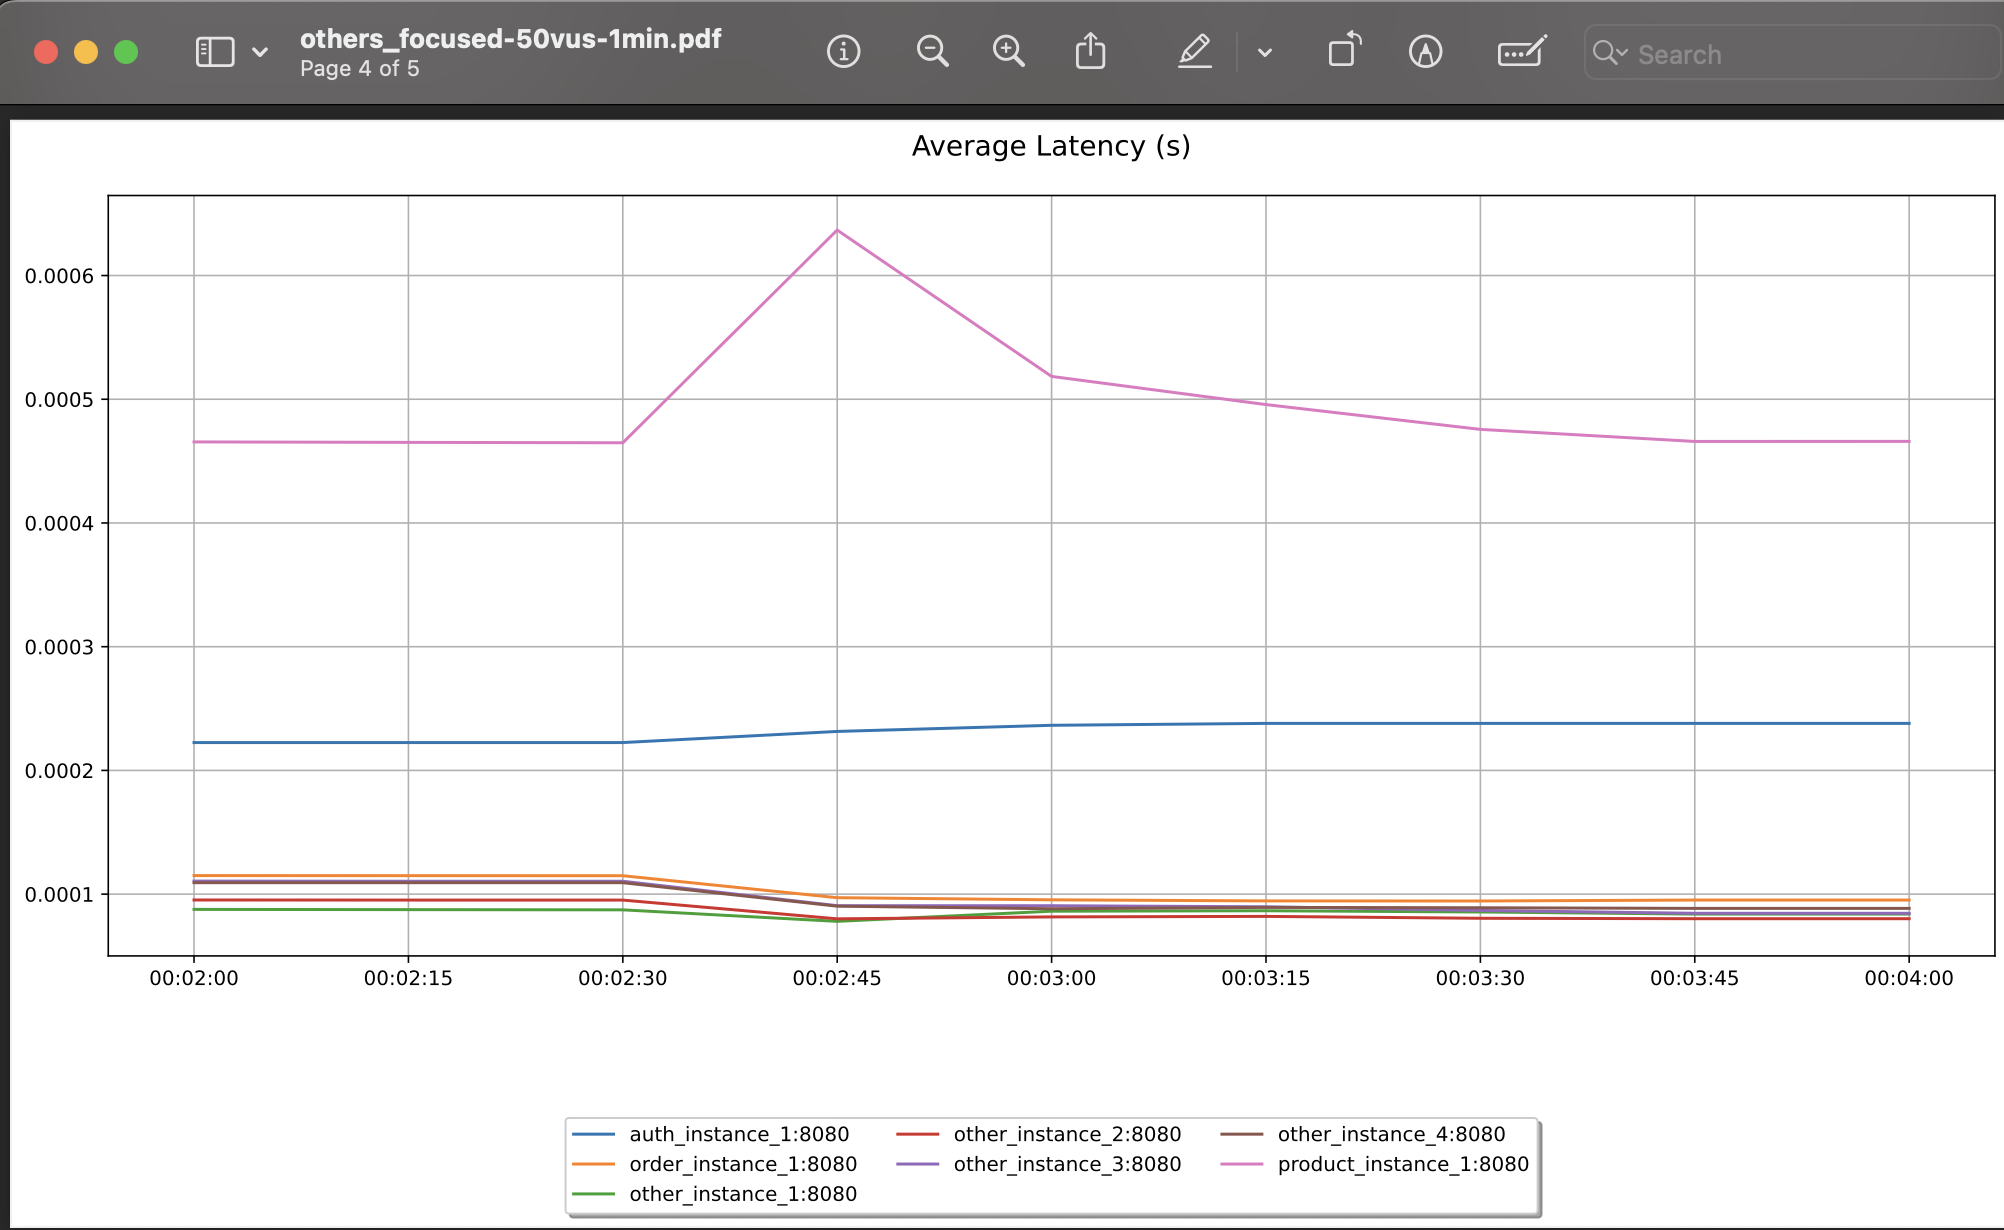 others_focused-50vus-1min.pdf
Page 4 of 5
Search
Average Latency (s)
0.0006
0.0005
0.0004
0.0003
0.0002
0.0001
00:02:00 00:02:15 00:02:30 00:02:45 00:03:00 00:03:15 00:03:30 00:03:45 00:04:00
auth_instance_1:8080 other_instance_2:8080 other_instance_4:8080
order_instance_1:8080 other_instance_3:8080 product_instance_1:8080
other_instance_1:8080